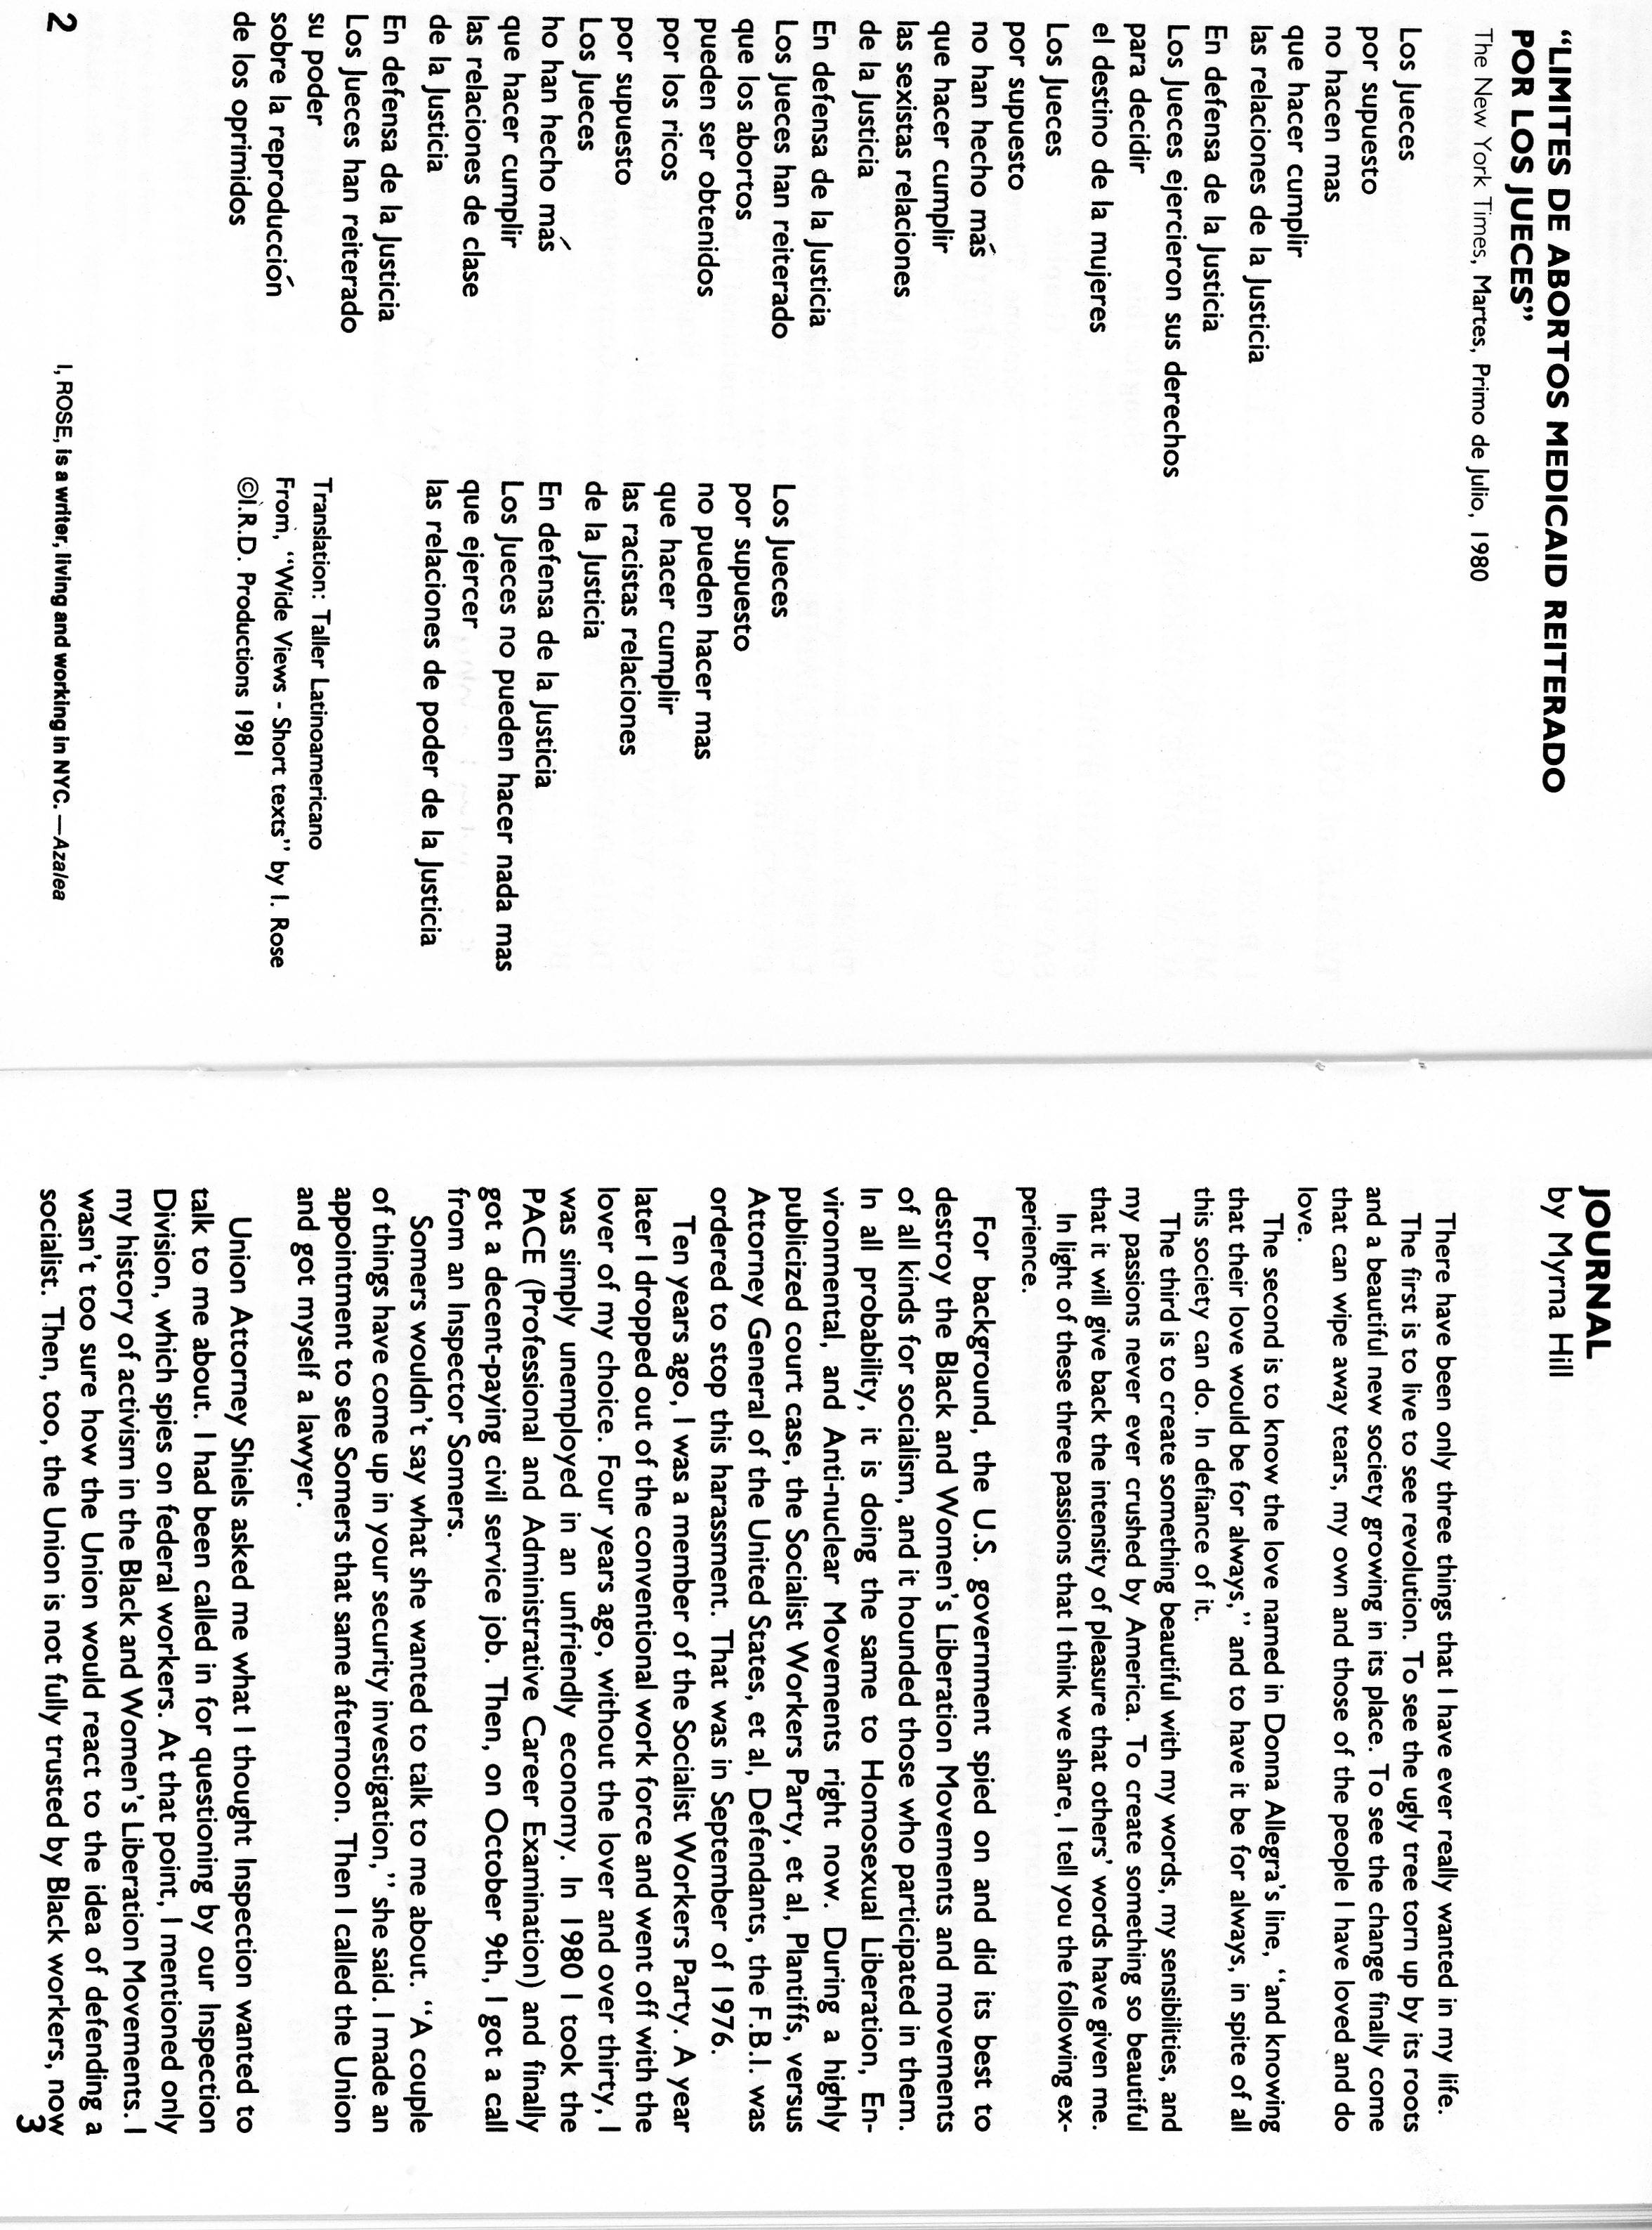 “LIMITES DE ABORTOS MEDICAID REITERADO
POR LOS JUECES”
The New York Times, Martes, Primo de Julio, 1980
Los Jueces
por supuesto
no hacen mas
que hacer cumplir
las relaciones de la Justicia
En defensa de la Justicia
Los Jueces ejercieron sus derechos
para decidir
el destino de la mujeres
Los Jueces
por supuesto
no han hecho más
que hacer cumplir
las sexistas relaciones
de la Justicia
En defensa de la Justicia
Los Jueces han reiterado
que los abortos
pueden ser obtenidos
por los ricos
por supuesto
Los Jueces
ho han hecho más
que hacer cumplir
las relaciones de clase
de la Justicia
En defensa de la Justicia
Los Jueces han reiterado
su poder
sobre la reproducción
de los oprimidos
Los Jueces
por supuesto
no pueden hacer mas
que hacer cumplir
las racistas relaciones
de la Justicia
En defensa de la Justicia
Los Jueces no pueden hacer nada mas
que ejercer
las relaciones de poder de la Justicia
Translation: Taller Latinoamericano
From, “Wide Views - Short texts” by I. Rose
©I.R.D. Productions 1981
I, ROSE, is a writer, living and working in NYC. —Azalea
2
JOURNAL
by Myrna Hill
There have been only three things that I have ever really wanted in my life.
The first is to live to see revolution. To see the ugly tree torn up by its roots
and a beautiful new society growing in its place. To see the change finally come
that can wipe away tears, my own and those of the people I have loved and do
love.
The second is to know the love named in Donna Allegra’s line, “and knowing
that their love would be for always,” and to have it be for always, in spite of all
this society can do. In defiance of it.
The third is to create something beautiful with my words, my sensibilities, and
my passions never ever crushed by America. To create something so beautiful
that it will give back the intensity of pleasure that others’ words have given me.
In light of these three passions that I think we share, I tell you the following ex-
perience.
For background, the U.S. government spied on and did its best to
destroy the Black and Women’s Liberation Movements and movements
of all kinds for socialism, and it hounded those who participated in them.
In all probability, it is doing the same to Homosexual Liberation, En-
vironmental, and Anti-nuclear Movements right now. During a highly
publicized court case, the Socialist Workers Party, et al, Plantiffs, versus
Attorney General of the United States, et al, Defendants, the F.B.I. was
ordered to stop this harassment. That was in September of 1976.
Ten years ago, I was a member of the Socialist Workers Party. A year
later I dropped out of the conventional work force and went off with the
lover of my choice. Four years ago, without the lover and over thirty, I
was simply unemployed in an unfriendly economy. In 1980 I took the
PACE (Professional and Administrative Career Examination) and finally
got a decent-paying civil service job. Then, on October 9th, I got a call
from an Inspector Somers.
Somers wouldn’t say what she wanted to talk to me about. “A couple
of things have come up in your security investigation,” she said. I made an
appointment to see Somers that same afternoon. Then I called the Union
and got myself a lawyer.
Union Attorney Shiels asked me what I thought Inspection wanted to
talk to me about. I had been called in for questioning by our Inspection
Division, which spies on federal workers. At that point, I mentioned only
my history of activism in the Black and Women’s Liberation Movements. I
wasn’t too sure how the Union would react to the idea of defending a
socialist. Then, too, the Union is not fully trusted by Black workers, now
3